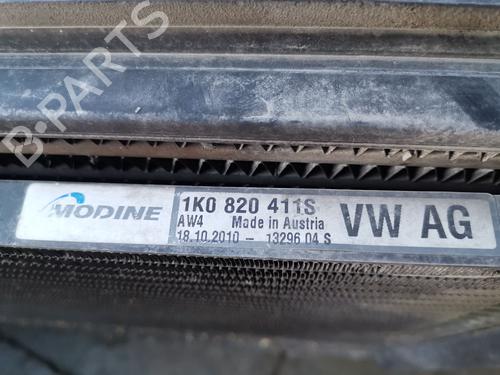 B-PARTS
MODINE
1K0 820 411S
AW4 Made in Austria
18.10.2010 - 13296 04 S
VW AG